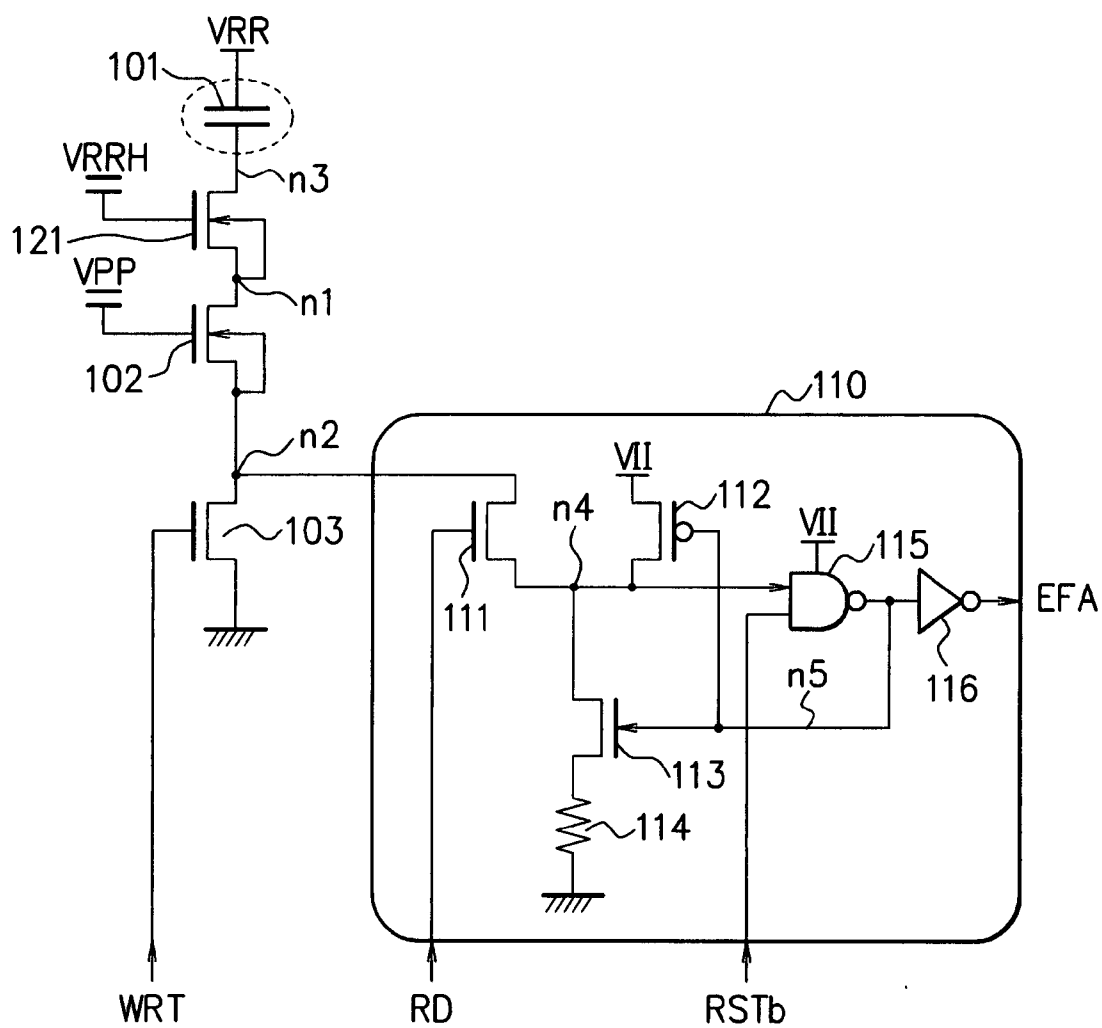 VRR
101
VRRH
n3
121
VPP
n1
102
110
n2
VII
112
n4
VII
115
103
111
EFA
116
n5
113
114
WRT
RD
RSTb